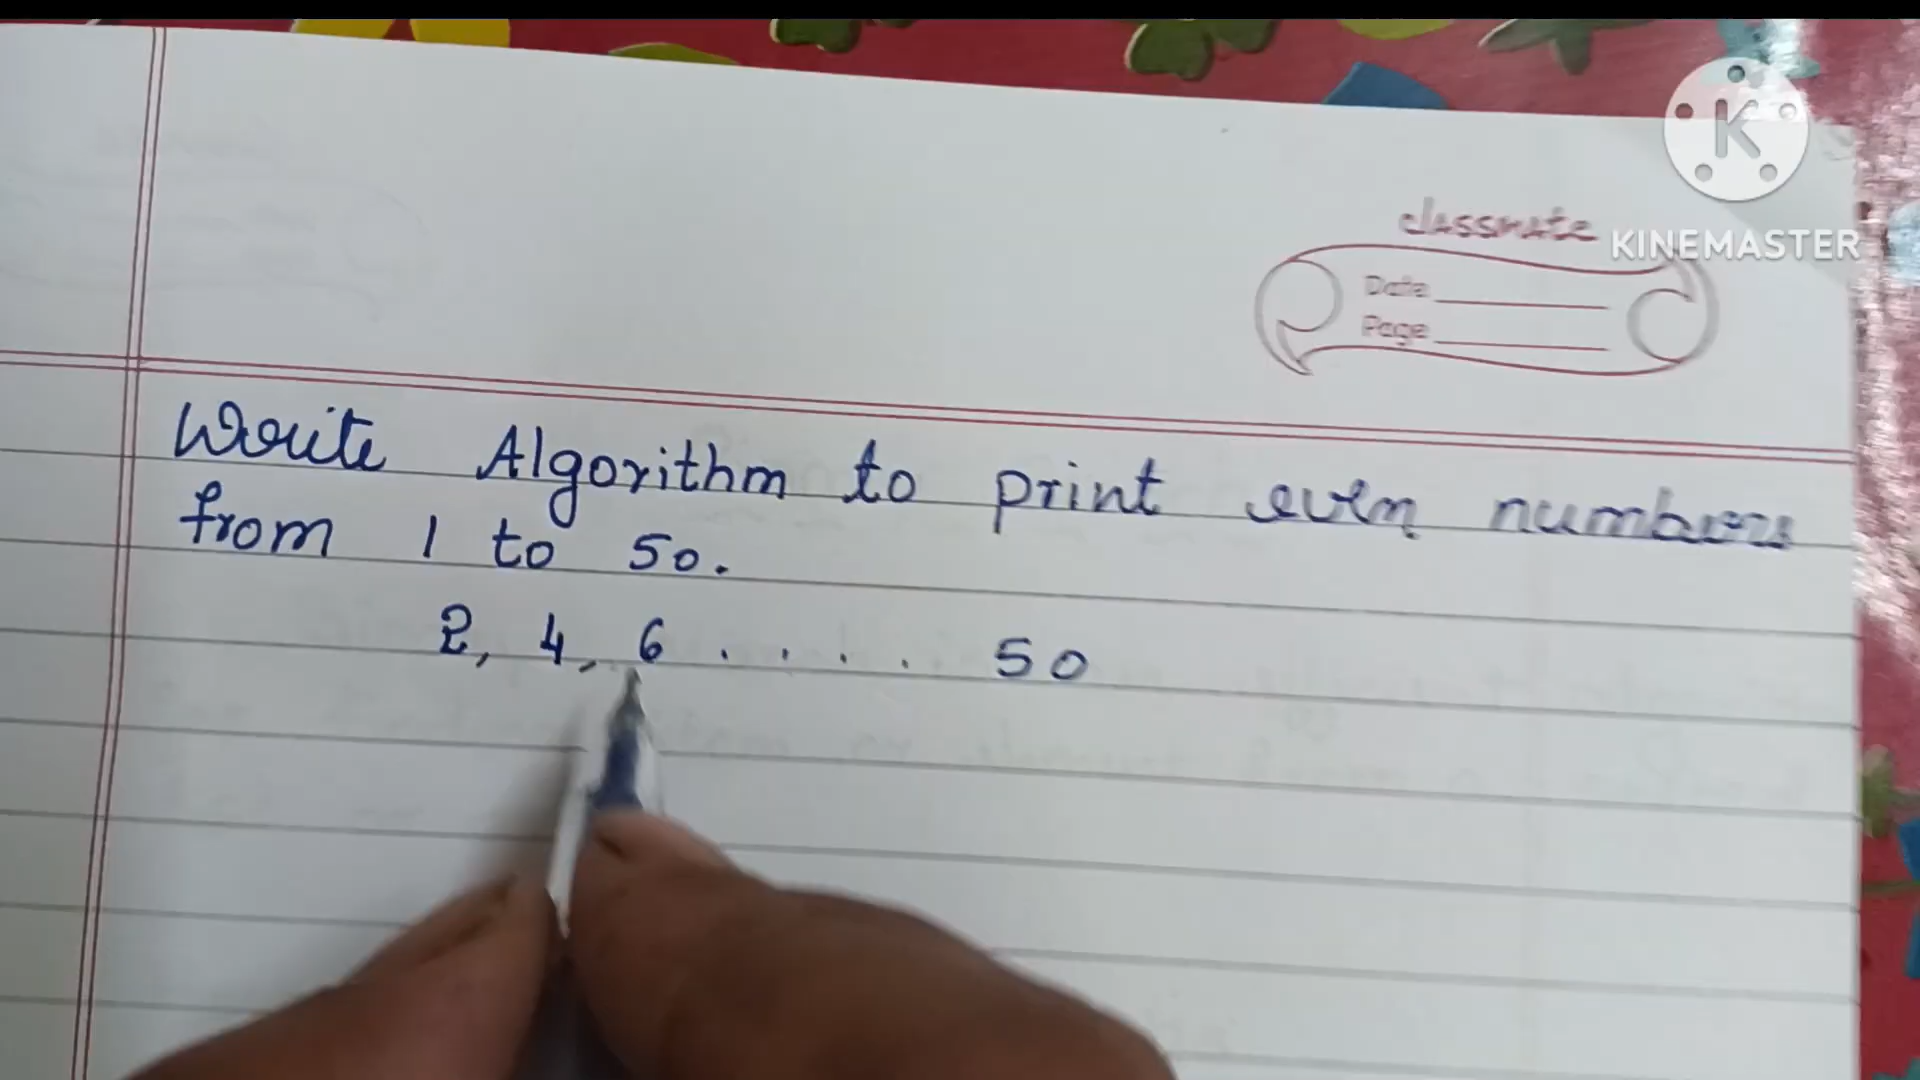 KINEMASTER
classmate
Date
Page
Write Algorithm to print even numbers
from 1 to 50.
2, 4, 6 . . . . 50